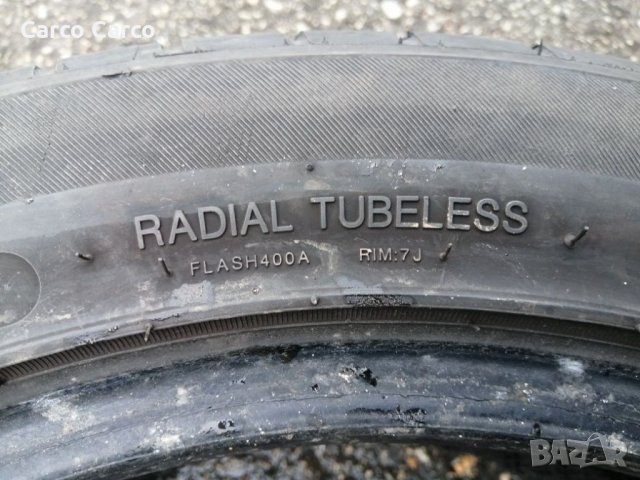 Carco Carco
RADIAL TUBELESS
FLASH400A RIM:7J
BAZAR